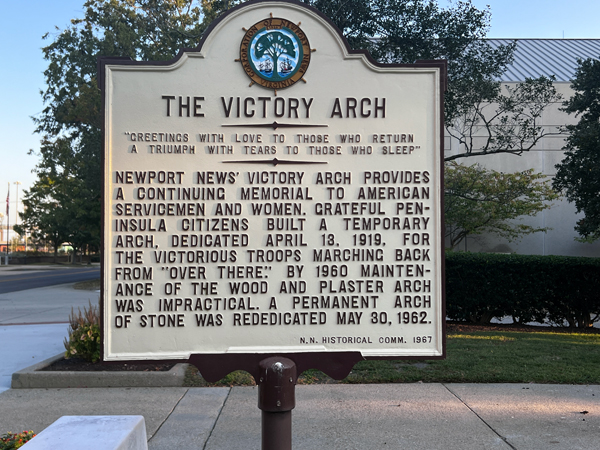 THE VICTORY ARCH
"GREETINGS WITH LOVE TO THOSE WHO RETURN
A TRIUMPH WITH TEARS TO THOSE WHO SLEEP"
NEWPORT NEWS' VICTORY ARCH PROVIDES
A CONTINUING MEMORIAL TO AMERICAN
SERVICEMEN AND WOMEN. GRATEFUL PEN-
INSULA CITIZENS BUILT A TEMPORARY
ARCH, DEDICATED APRIL 13, 1919, FOR
THE VICTORIOUS TROOPS MARCHING BACK
FROM "OVER THERE." BY 1960 MAINTEN-
ANCE OF THE WOOD AND PLASTER ARCH
WAS IMPRACTICAL. A PERMANENT ARCH
OF STONE WAS REDEDICATED MAY 30, 1962.
N.N. HISTORICAL COMM. 1967